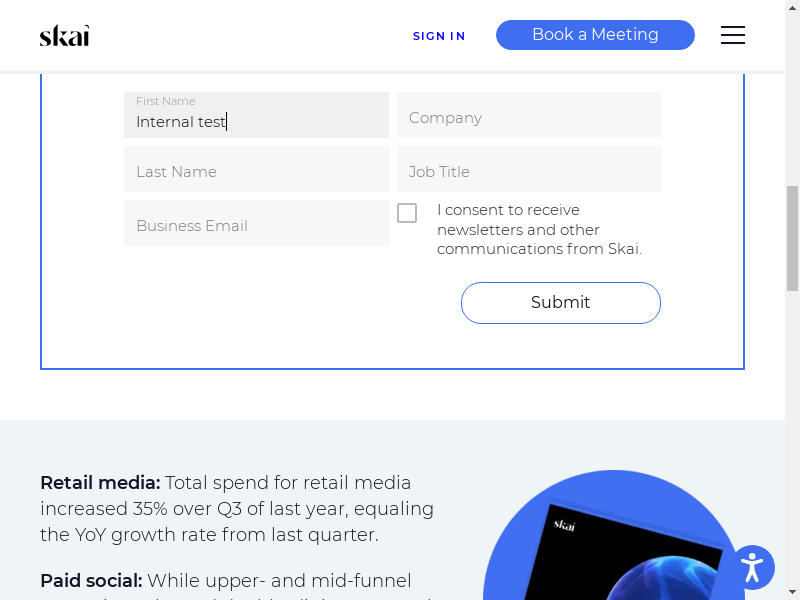 skai
SIGN IN
Book a Meeting
First Name
Internal test
Company
Last Name
Job Title
Business Email
I consent to receive
newsletters and other
communications from Skai.
Submit
Retail media: Total spend for retail media
increased 35% over Q3 of last year, equaling
the YoY growth rate from last quarter.
skai
Paid social: While upper- and mid-funnel